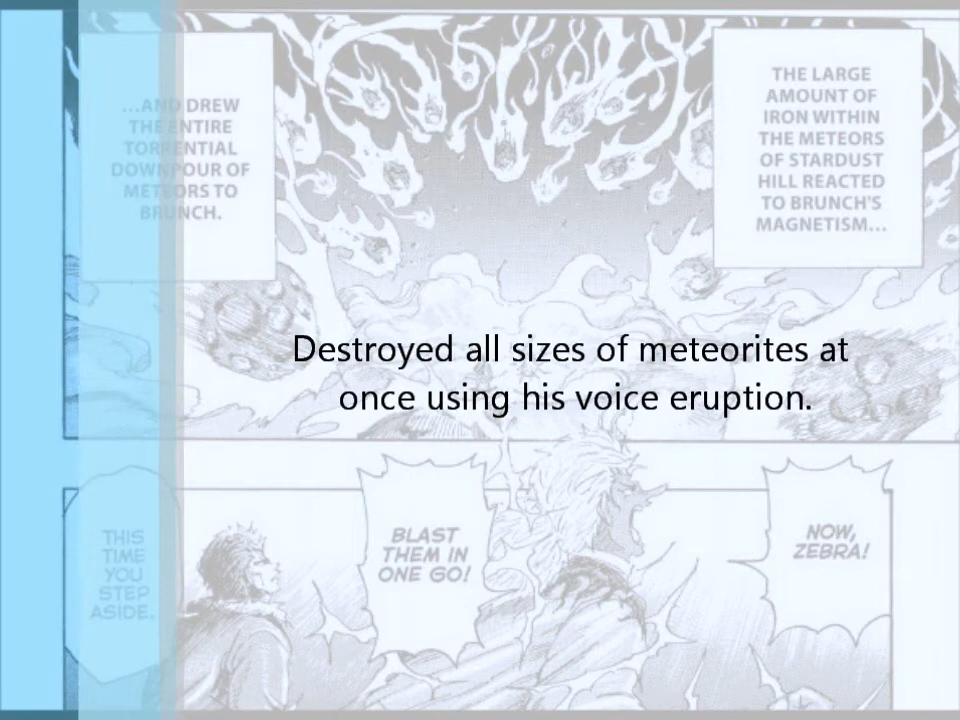 THE LARGE
AMOUNT OF
IRON WITHIN
THE METEORS
OF STARDUST
HILL REACTED
TO BRUNCH'S
MAGNETISM...
...AND DREW
THE ENTIRE
TORRENTIAL
DOWNPOUR OF
METEORS TO
BRUNCH.
Destroyed all sizes of meteorites at
once using his voice eruption.
NOW,
ZEBRA!
BLAST
THEM IN
ONE GO!
THIS
TIME
YOU
STEP
ASIDE.